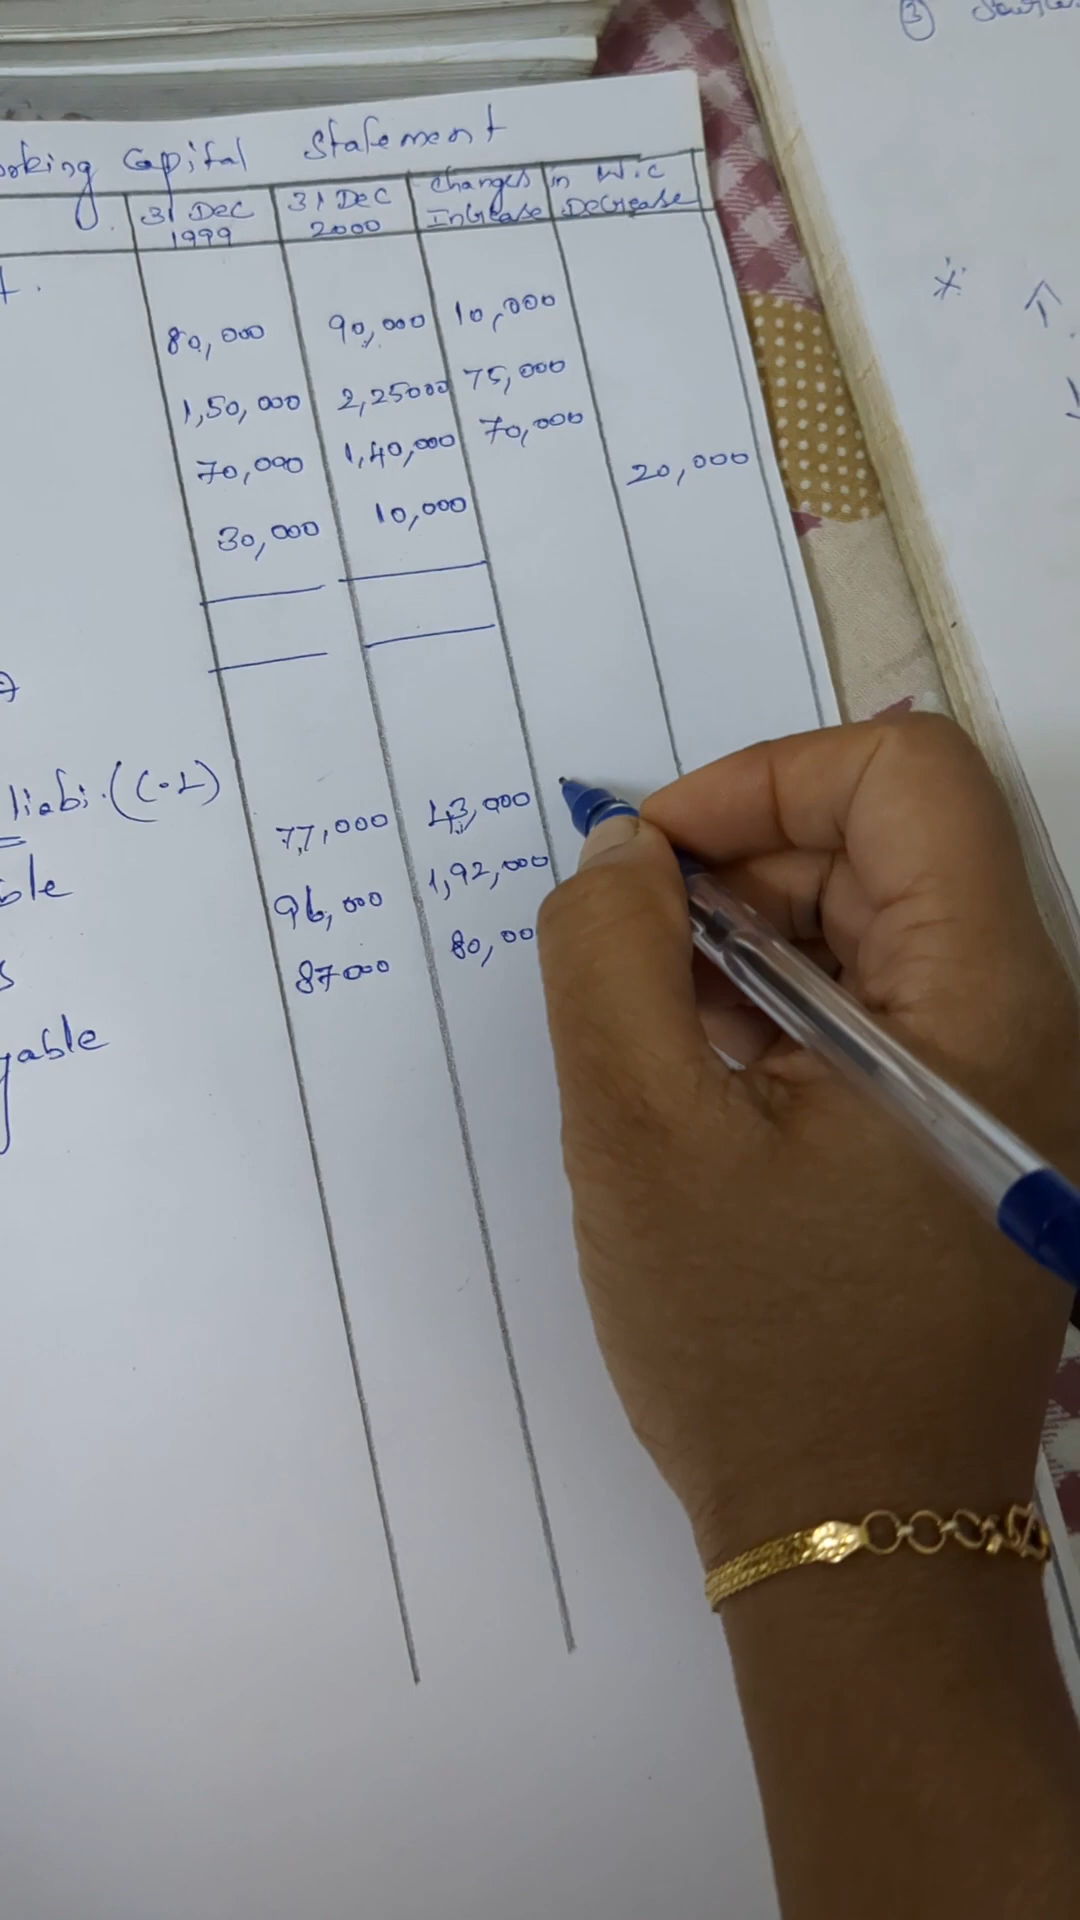 orking Capital Statement
31 Dec 1999 31 Dec 2000 Changes in W.C
Increase Decrease
80,000 90,000 10,000
1,50,000 2,25000 75,000
70,000 1,40,000 70,000
30,000 10,000 20,000
liabi. (C.L)
77,000 43,000
ble 96,000 1,92,000
s 87000 80,00
yable
3